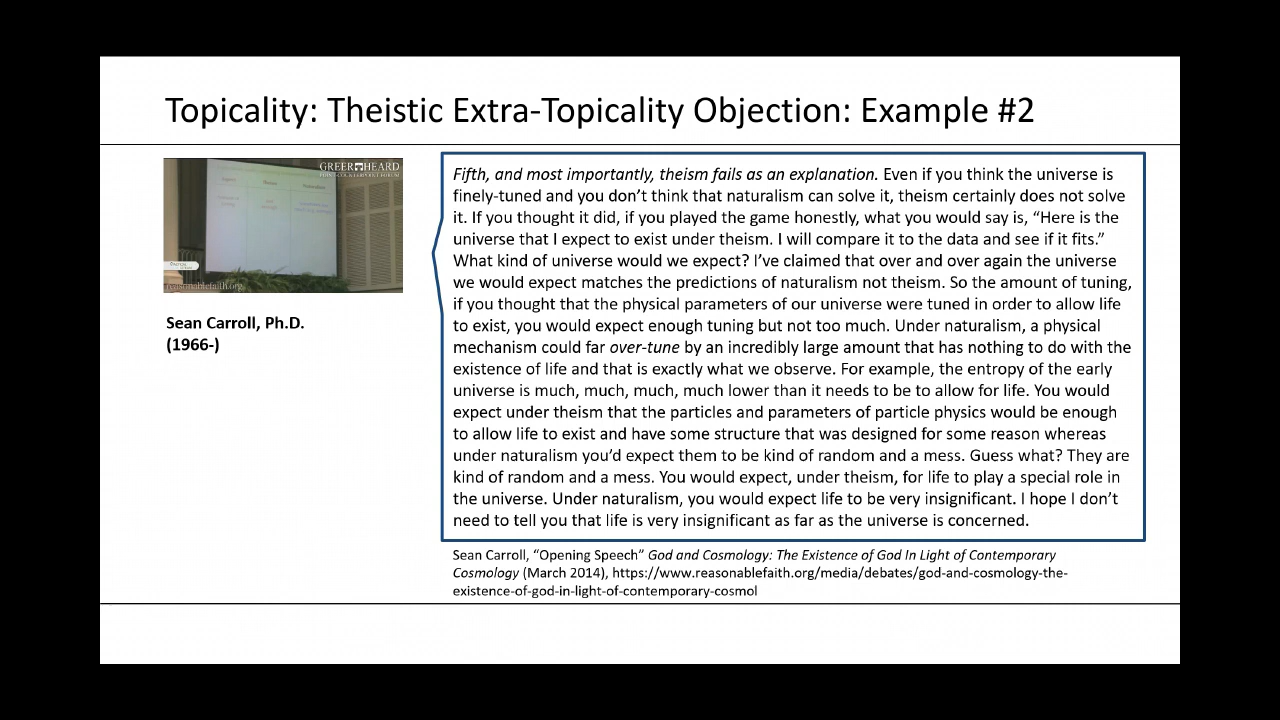 Topicality: Theistic Extra-Topicality Objection: Example #2
GREER HEARD
POINT-COUNTERPOINT FORUM
reasonablefaith.org
Sean Carroll, Ph.D.
(1966-)
Fifth, and most importantly, theism fails as an explanation. Even if you think the universe is
finely-tuned and you don’t think that naturalism can solve it, theism certainly does not solve
it. If you thought it did, if you played the game honestly, what you would say is, “Here is the
universe that I expect to exist under theism. I will compare it to the data and see if it fits.”
What kind of universe would we expect? I’ve claimed that over and over again the universe
we would expect matches the predictions of naturalism not theism. So the amount of tuning,
if you thought that the physical parameters of our universe were tuned in order to allow life
to exist, you would expect enough tuning but not too much. Under naturalism, a physical
mechanism could far over-tune by an incredibly large amount that has nothing to do with the
existence of life and that is exactly what we observe. For example, the entropy of the early
universe is much, much, much, much lower than it needs to be to allow for life. You would
expect under theism that the particles and parameters of particle physics would be enough
to allow life to exist and have some structure that was designed for some reason whereas
under naturalism you’d expect them to be kind of random and a mess. Guess what? They are
kind of random and a mess. You would expect, under theism, for life to play a special role in
the universe. Under naturalism, you would expect life to be very insignificant. I hope I don’t
need to tell you that life is very insignificant as far as the universe is concerned.
Sean Carroll, “Opening Speech” God and Cosmology: The Existence of God In Light of Contemporary
Cosmology (March 2014), https://www.reasonablefaith.org/media/debates/god-and-cosmology-the-
existence-of-god-in-light-of-contemporary-cosmol